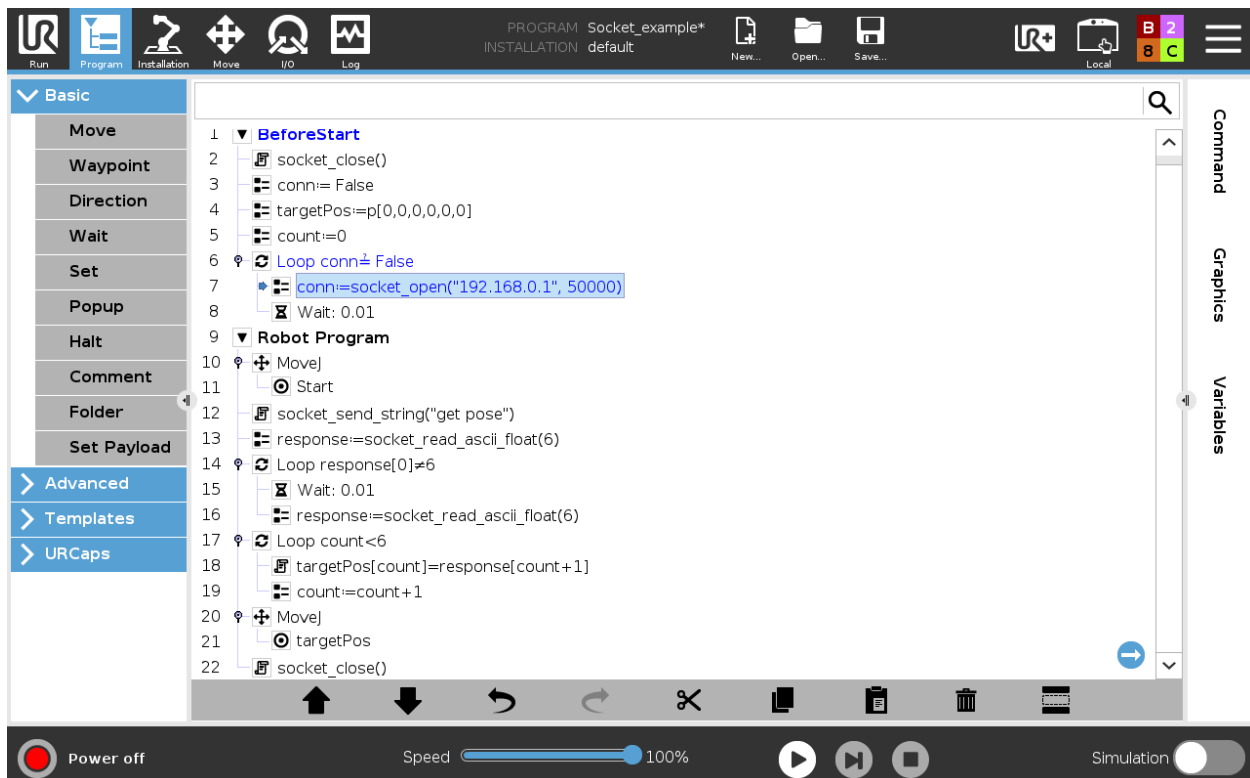 PROGRAM Socket_example*
INSTALLATION default
UR
Run
Program
Installation
Move
I/O
Log
New...
Open...
Save...
UR+
Local
B 2
8 C
Basic
Move
Waypoint
Direction
Wait
Set
Popup
Halt
Comment
Folder
Set Payload
Advanced
Templates
URCaps
1 BeforeStart
2 socket_close()
3 conn≔ False
4 targetPos≔p[0,0,0,0,0,0]
5 count≔0
6 Loop conn≟ False
7 conn≔socket_open("192.168.0.1", 50000)
8 Wait: 0.01
9 Robot Program
10 MoveJ
11 Start
12 socket_send_string("get pose")
13 response≔socket_read_ascii_float(6)
14 Loop response[0]≠6
15 Wait: 0.01
16 response≔socket_read_ascii_float(6)
17 Loop count<6
18 targetPos[count]=response[count+1]
19 count≔count+1
20 MoveJ
21 targetPos
22 socket_close()
Command
Graphics
Variables
Power off
Speed 100%
Simulation